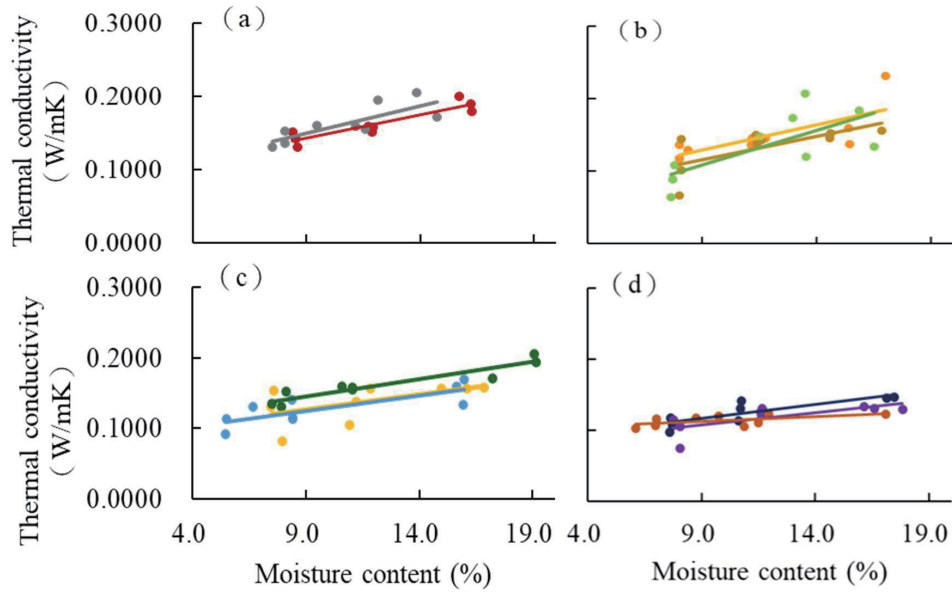 Thermal conductivity
(W/mK)
0.3000
0.2000
0.1000
0.0000
(a)
(b)
Thermal conductivity
(W/mK)
0.3000
0.2000
0.1000
0.0000
(c)
(d)
4.0 9.0 14.0 19.0
4.0 9.0 14.0 19.0
Moisture content (%)
Moisture content (%)